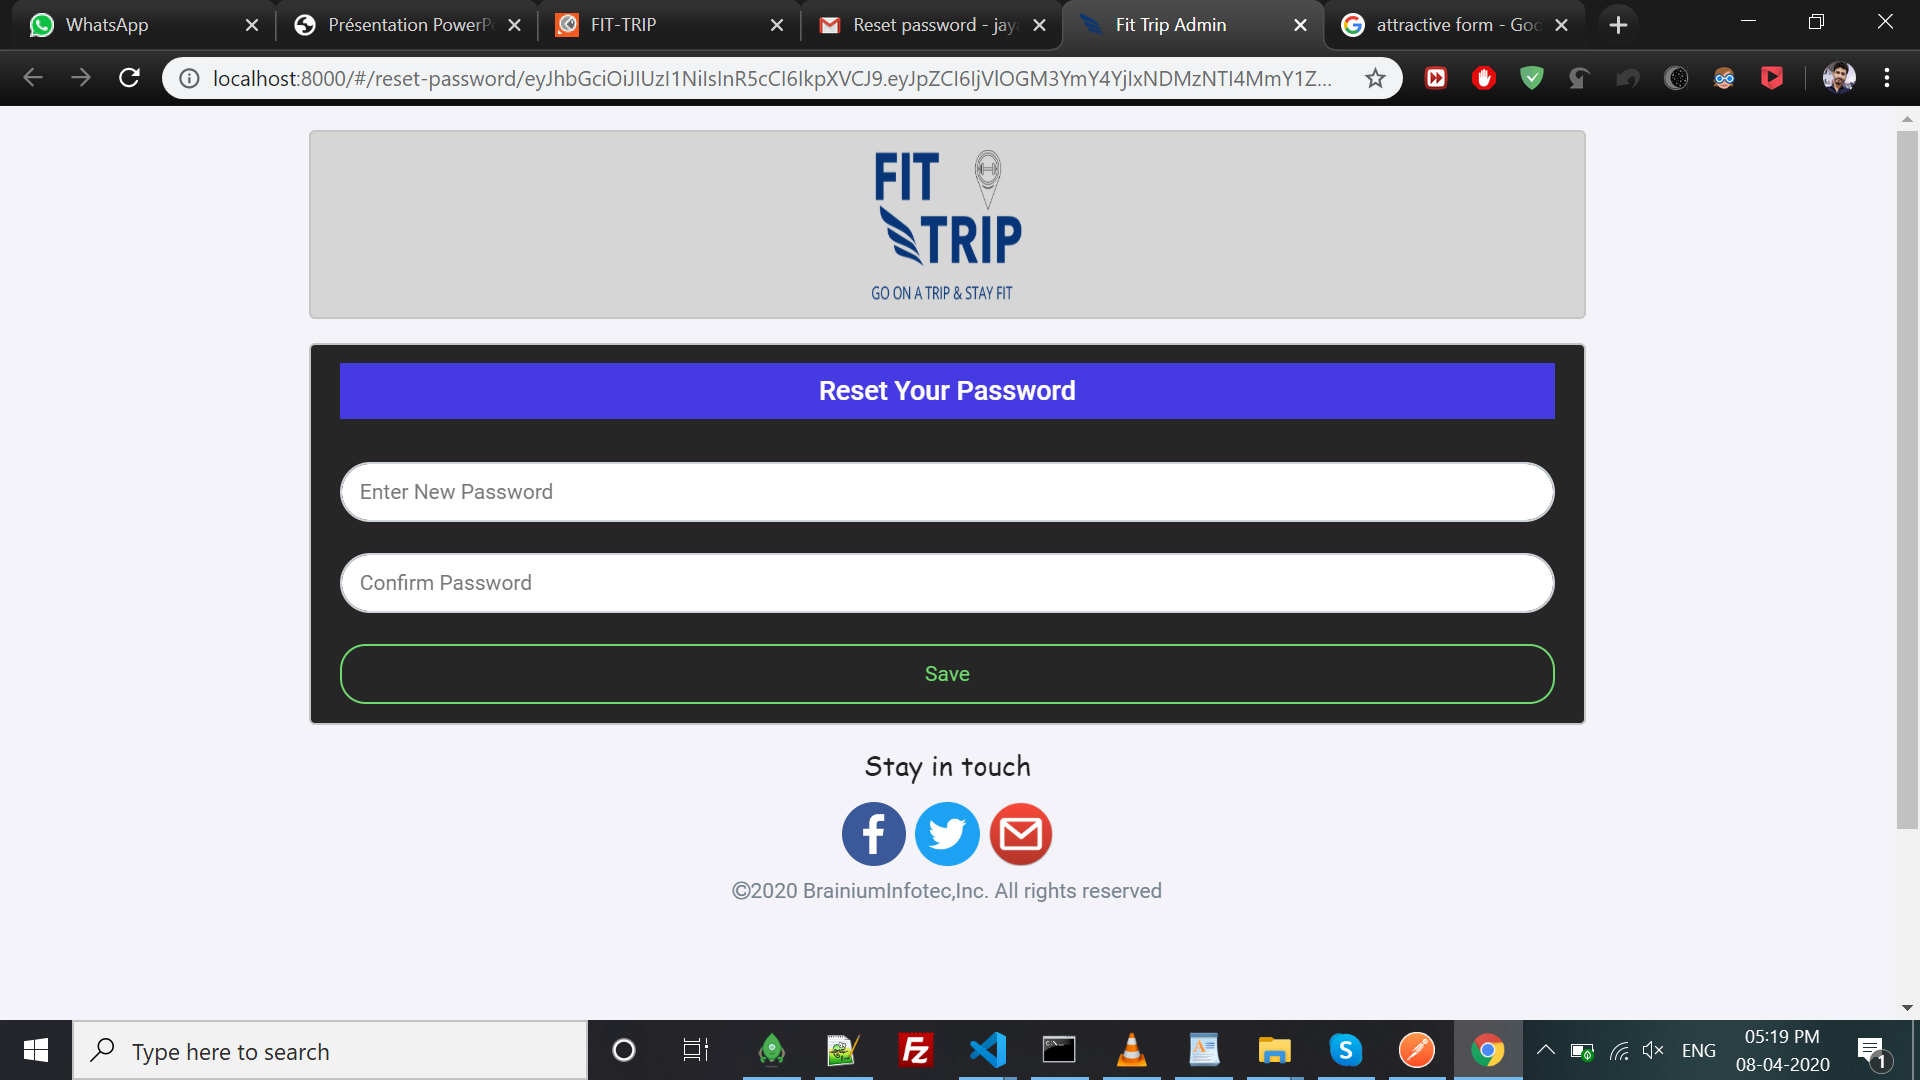 WhatsApp
Présentation PowerP
FIT-TRIP
Reset password - jay
Fit Trip Admin
attractive form - Goo
localhost:8000/#/reset-password/eyJhbGciOiJIUzI1NiIsInR5cCI6IkpXVCJ9.eyJpZCI6IjVlOGM3YmY4YjIxNDMzNTI4MmY1Z...
FIT
TRIP
GO ON A TRIP & STAY FIT
Reset Your Password
Enter New Password
Confirm Password
Save
Stay in touch
©2020 BrainiumInfotec,Inc. All rights reserved
Type here to search
ENG
05:19 PM
08-04-2020
1